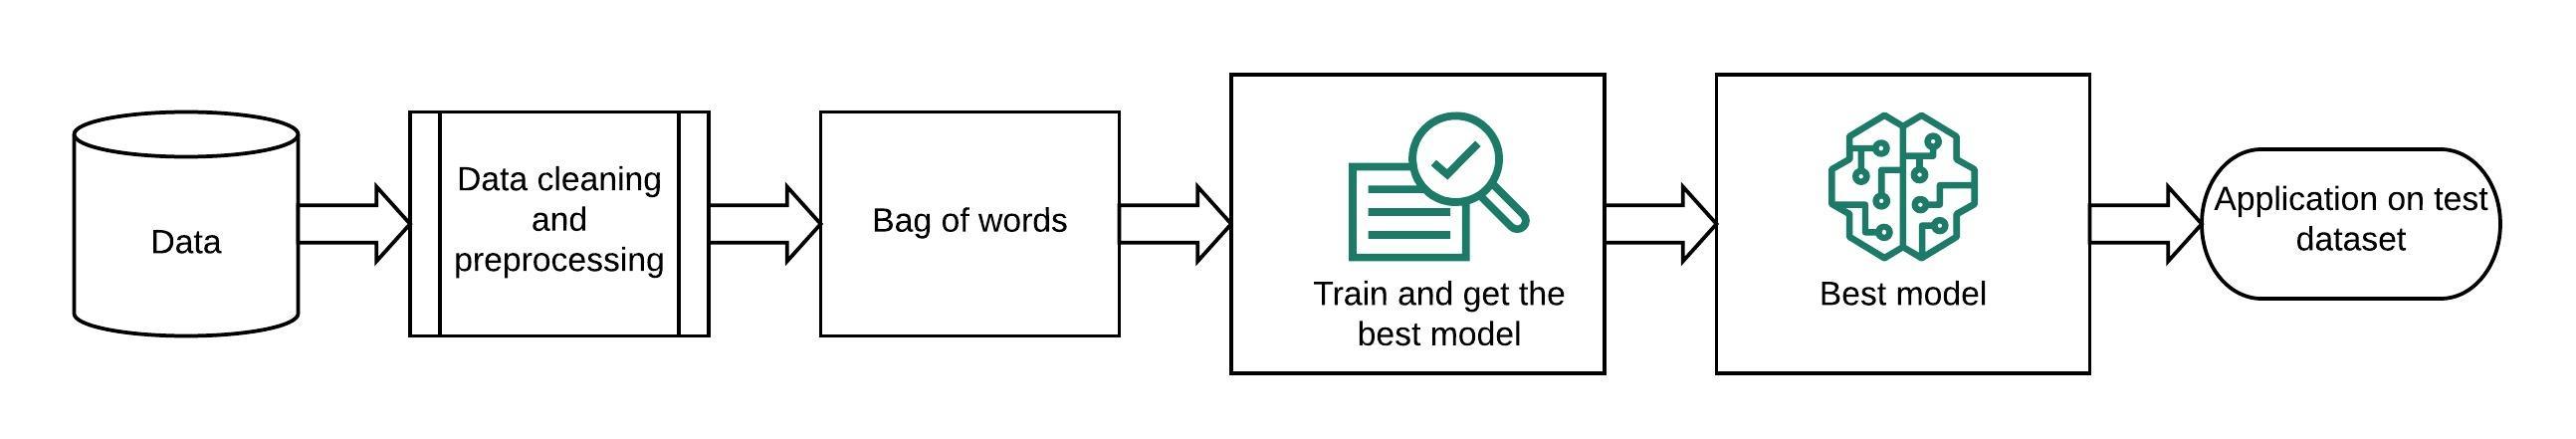 Data
Data cleaning
and
preprocessing
Bag of words
Train and get the
best model
Best model
Application on test
dataset